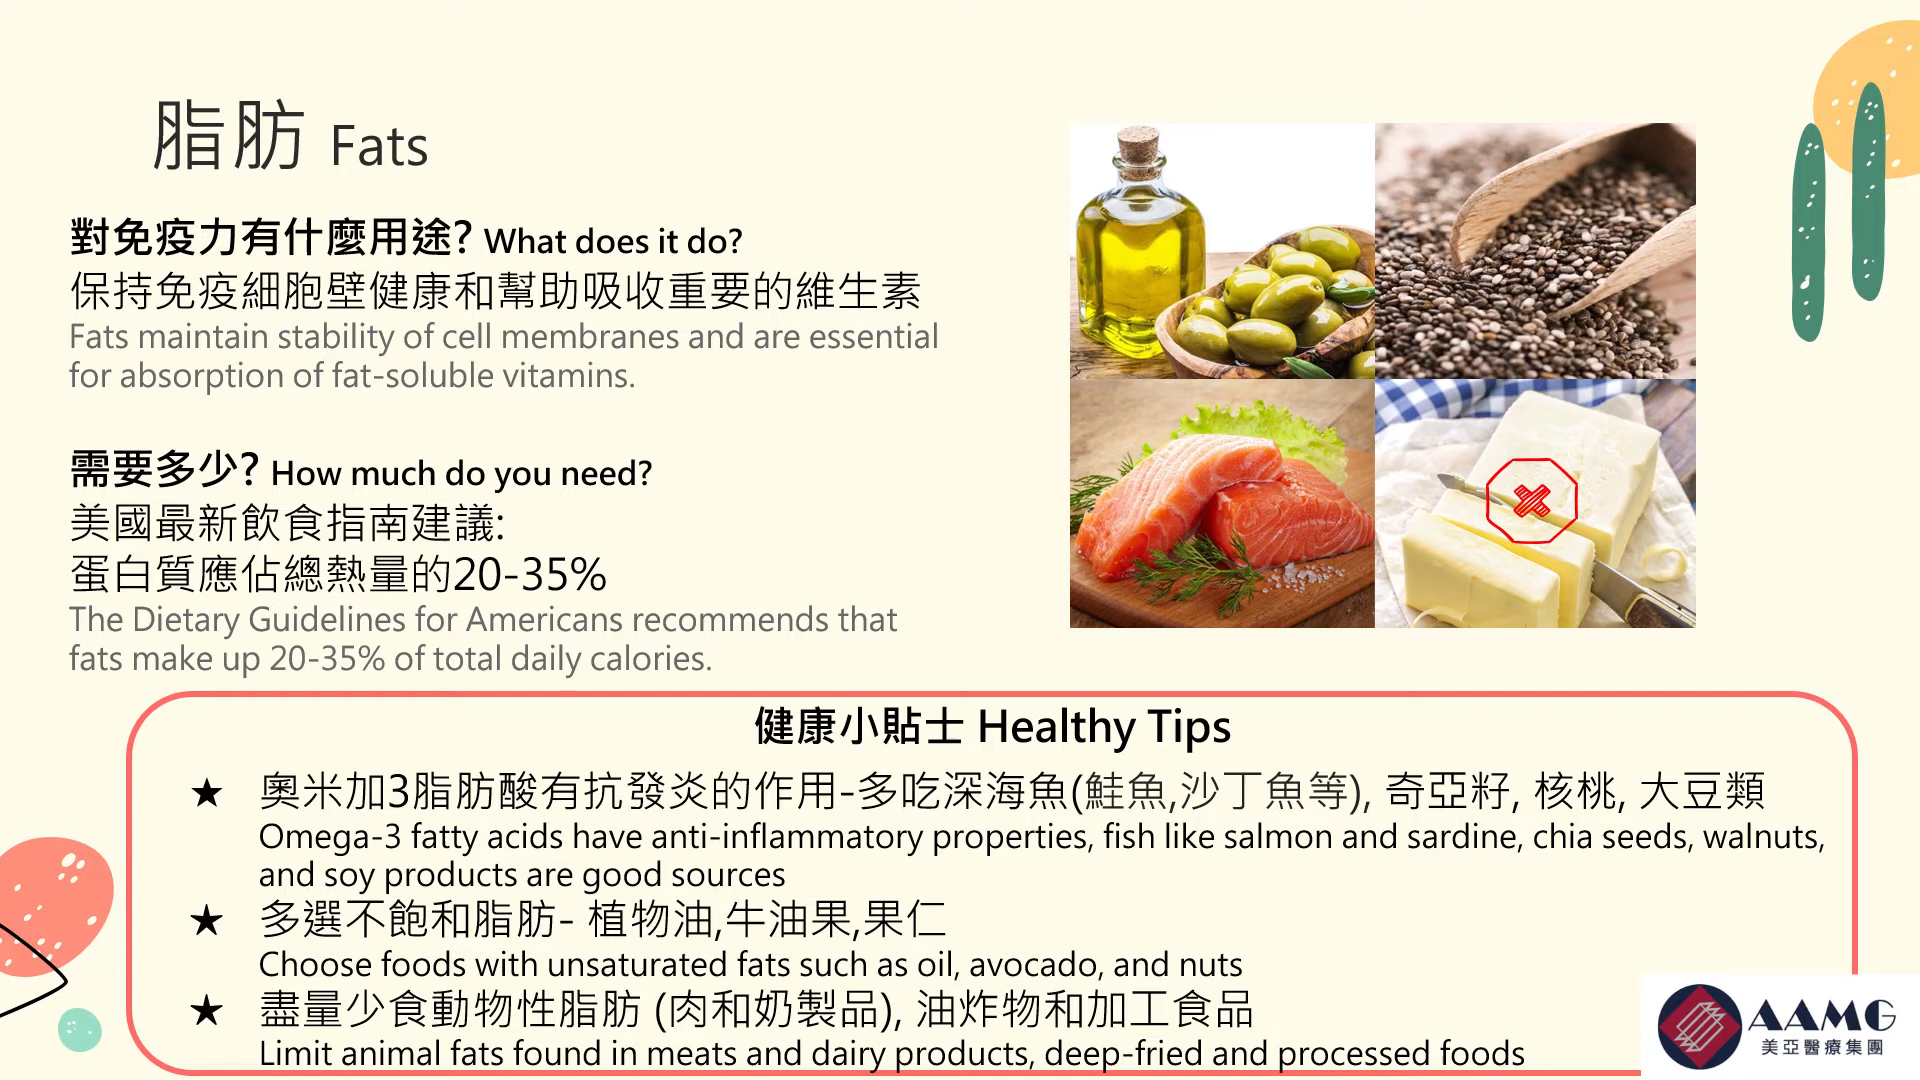 脂肪 Fats
對免疫力有什麼用途? What does it do?
保持免疫細胞壁健康和幫助吸收重要的維生素
Fats maintain stability of cell membranes and are essential
for absorption of fat-soluble vitamins.
需要多少? How much do you need?
美國最新飲食指南建議:
蛋白質應佔總熱量的20-35%
The Dietary Guidelines for Americans recommends that
fats make up 20-35% of total daily calories.
健康小貼士 Healthy Tips
★ 奧米加3脂肪酸有抗發炎的作用-多吃深海魚(鮭魚,沙丁魚等), 奇亞籽, 核桃, 大豆類
Omega-3 fatty acids have anti-inflammatory properties, fish like salmon and sardine, chia seeds, walnuts,
and soy products are good sources
★ 多選不飽和脂肪- 植物油,牛油果,果仁
Choose foods with unsaturated fats such as oil, avocado, and nuts
★ 盡量少食動物性脂肪 (肉和奶製品), 油炸物和加工食品
Limit animal fats found in meats and dairy products, deep-fried and processed foods
AAMG
美亞醫療集團